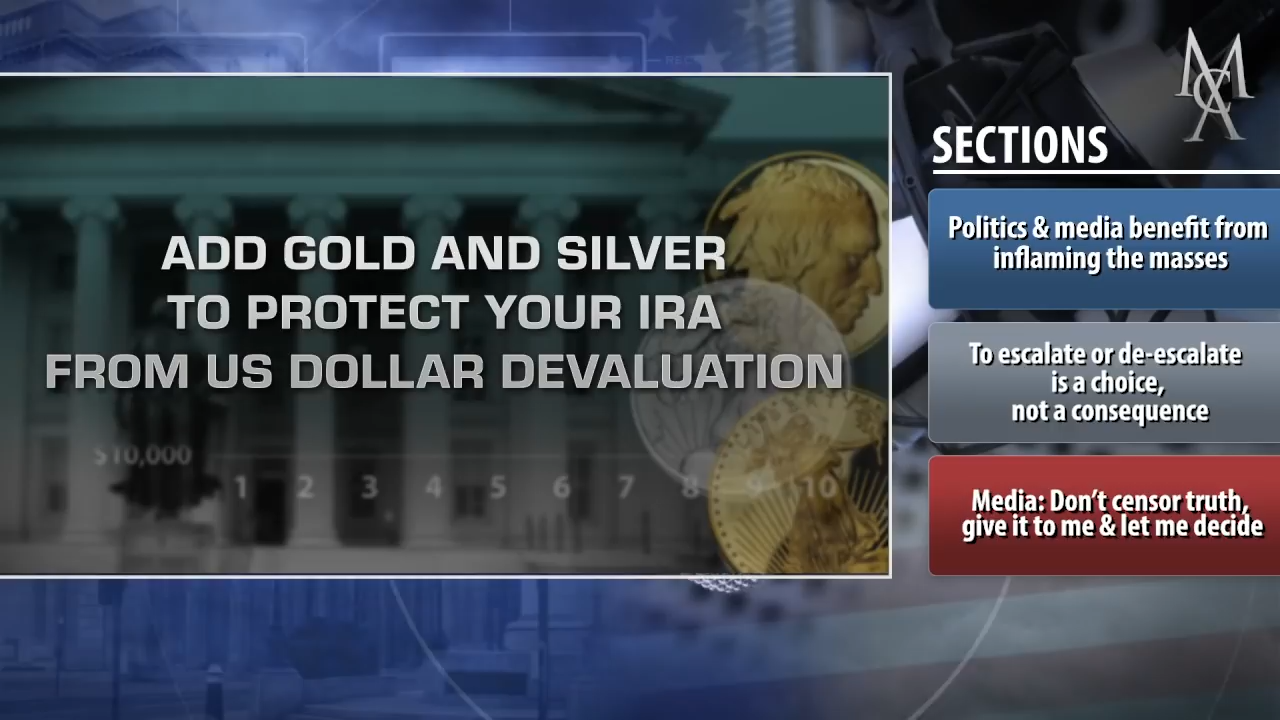 ADD GOLD AND SILVER
TO PROTECT YOUR IRA
FROM US DOLLAR DEVALUATION
$10,000
1 2 3 4 5 6 7 8 9 10
REC
MCA
SECTIONS
Politics & media benefit from
inflaming the masses
To escalate or de-escalate
is a choice,
not a consequence
Media: Don't censor truth,
give it to me & let me decide